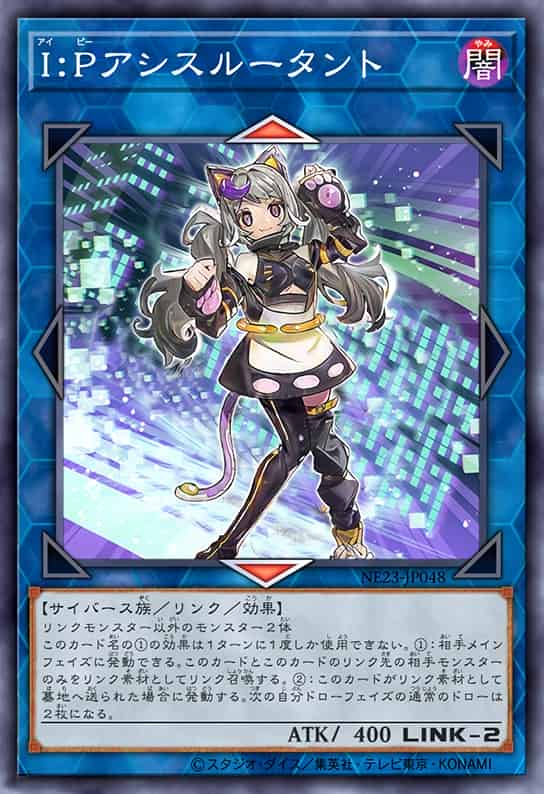 アイ ピー
I:Pアシスルータント
やみ
闇
NE23-JP048
【サイバース族／リンク／効果】
リンクモンスター以外のモンスター２体
このカード名の①の効果は１ターンに１度しか使用できない。①：相手メイン
フェイズに発動できる。このカードとこのカードのリンク先の相手モンスター
のみをリンク素材としてリンク召喚する。②：このカードがリンク素材として
墓地へ送られた場合に発動する。次の自分ドローフェイズの通常のドローは
２枚になる。
ATK/ 400 LINK-2
©スタジオ・ダイス／集英社・テレビ東京・KONAMI